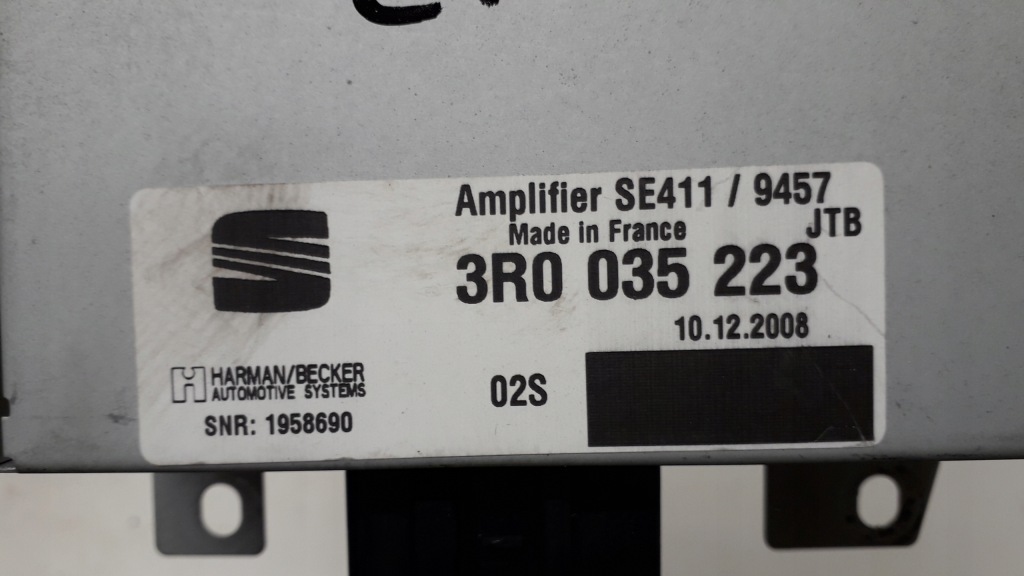 Amplifier SE411 / 9457
JTB
Made in France
3R0 035 223
10.12.2008
HARMAN/BECKER
AUTOMOTIVE SYSTEMS
SNR: 1958690
02S